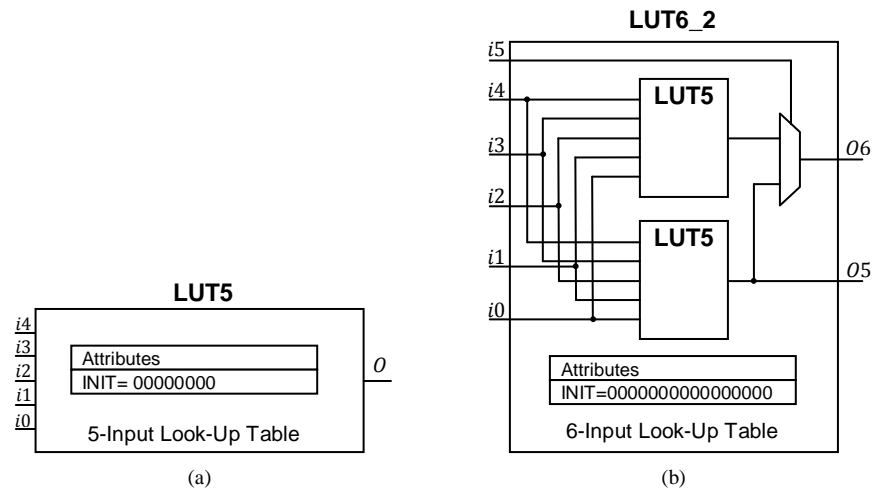 LUT6_2
i5
i4
LUT5
i3
O6
i2
LUT5
i1
O5
i0
Attributes
INIT=0000000000000000
6-Input Look-Up Table
(b)
LUT5
i4
i3
Attributes
i2
INIT= 00000000
O
i1
i0
5-Input Look-Up Table
(a)